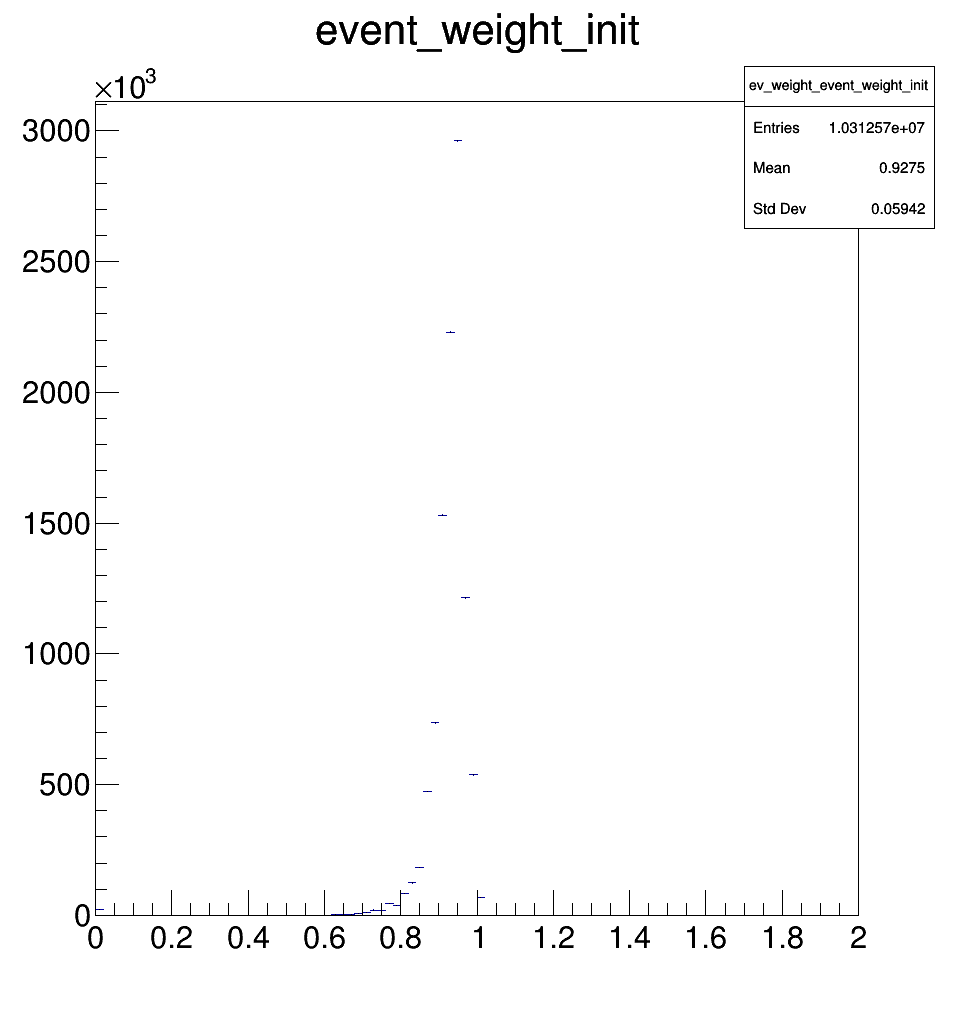 event_weight_init
×10³
ev_weight_event_weight_init
Entries 1.031257e+07
Mean 0.9275
Std Dev 0.05942
3000
2500
2000
1500
1000
500
0
0 0.2 0.4 0.6 0.8 1 1.2 1.4 1.6 1.8 2